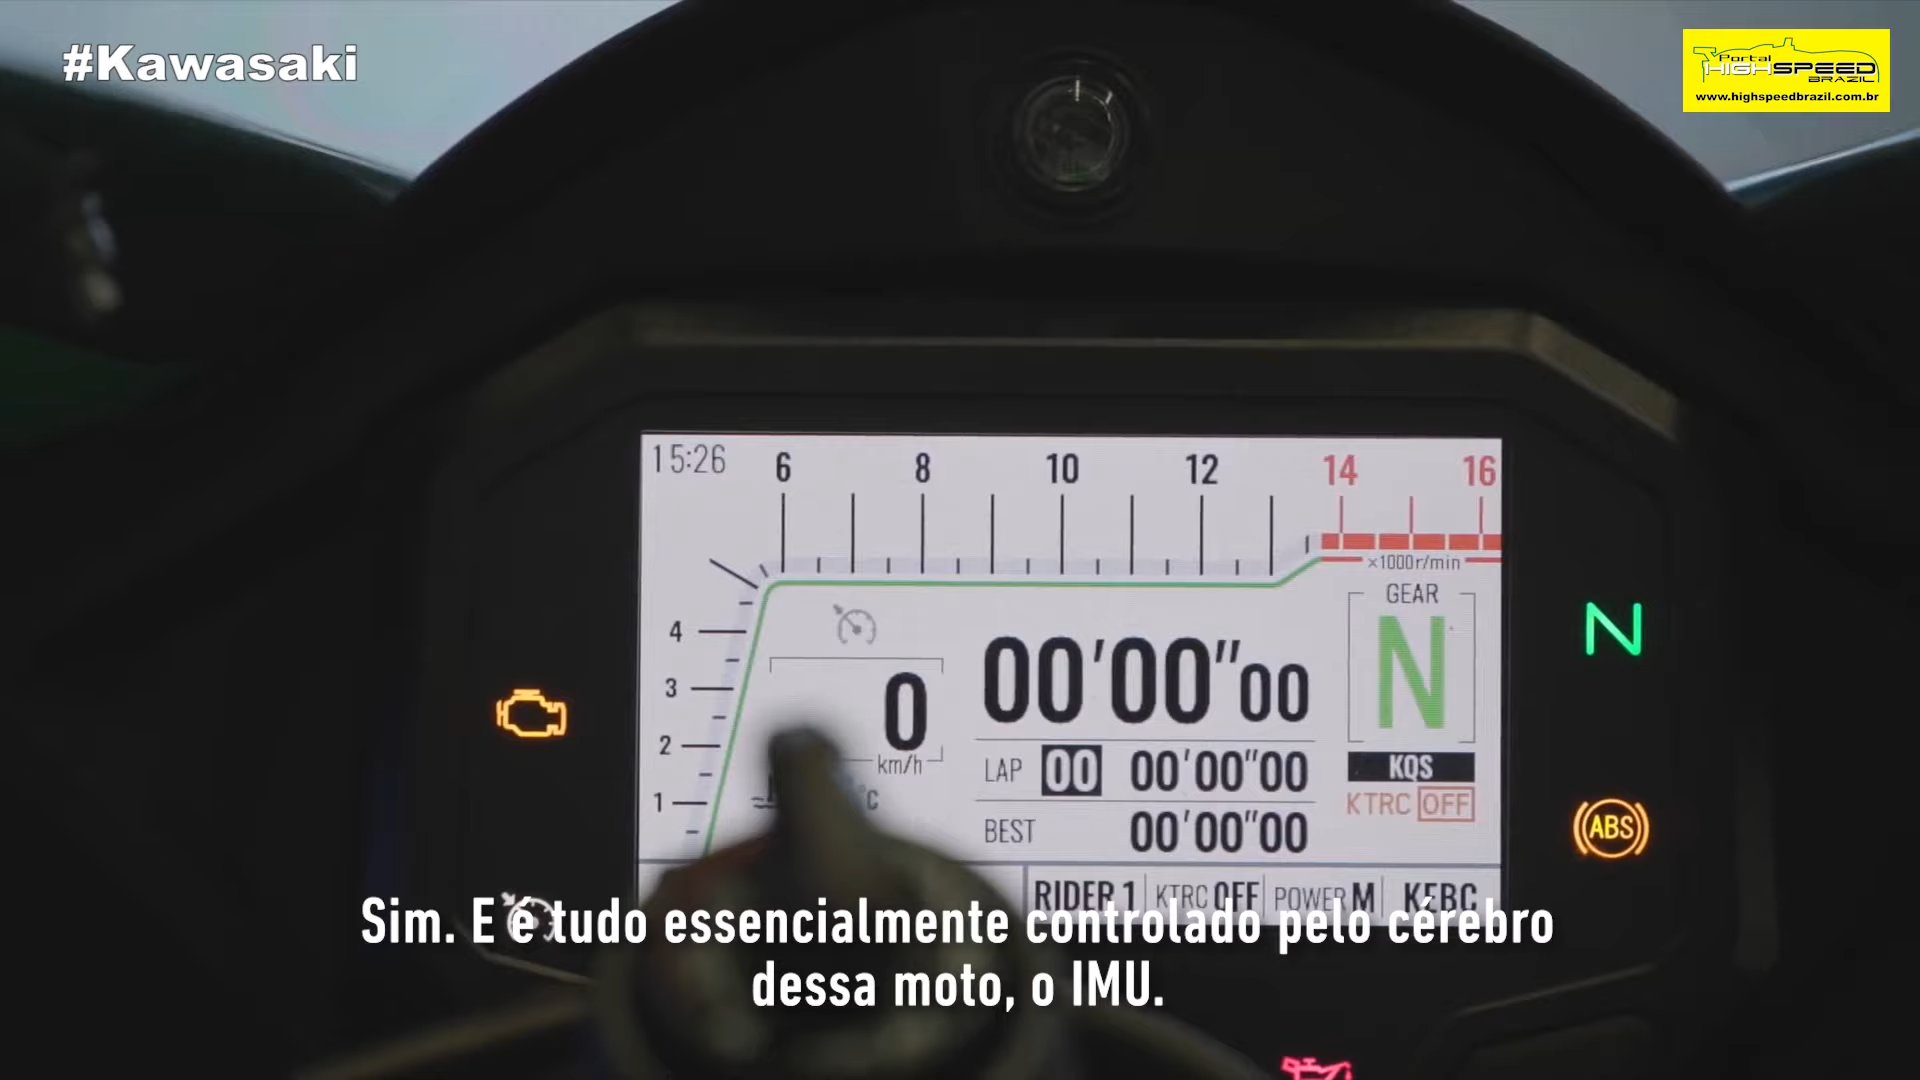 #Kawasaki
Portal
HIGHSPEED
BRAZIL
www.highspeedbrazil.com.br
15:26 6 8 10 12 14 16
×1000r/min
GEAR
N
4
3
2
1
0
km/h
°C
00'00"00
LAP 00 00'00"00
BEST 00'00"00
KQS
KTRC OFF
N
ABS
RIDER 1 KTRC OFF POWER M KEBC
Sim. E é tudo essencialmente controlado pelo cérebro
dessa moto, o IMU.